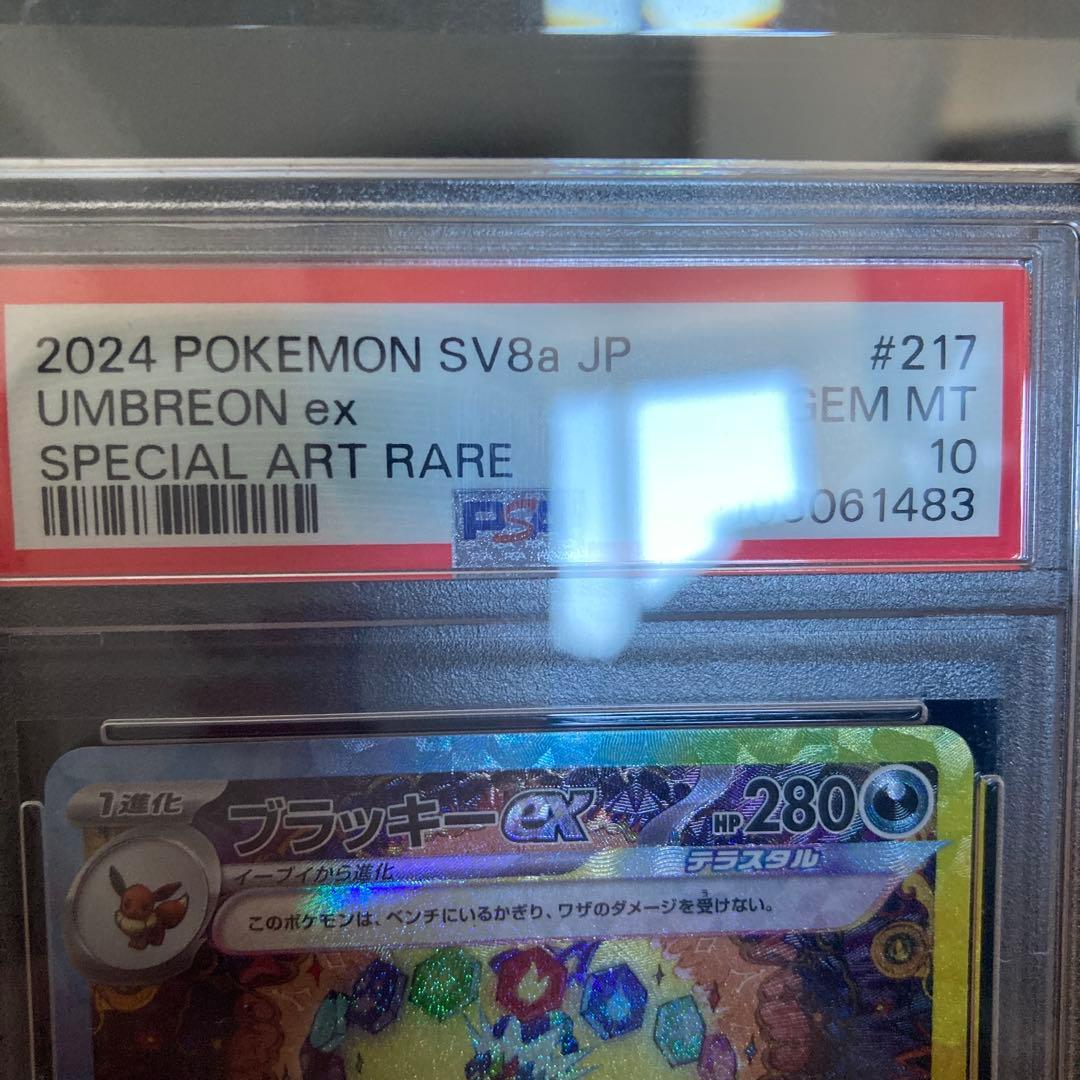 2024 POKEMON SV8a JP #217
UMBREON ex GEM MT
SPECIAL ART RARE 10
061483
PSA
1進化 ブラッキーex HP280
テラスタル
イーブイから進化
このポケモンは、ベンチにいるかぎり、ワザのダメージを受けない。